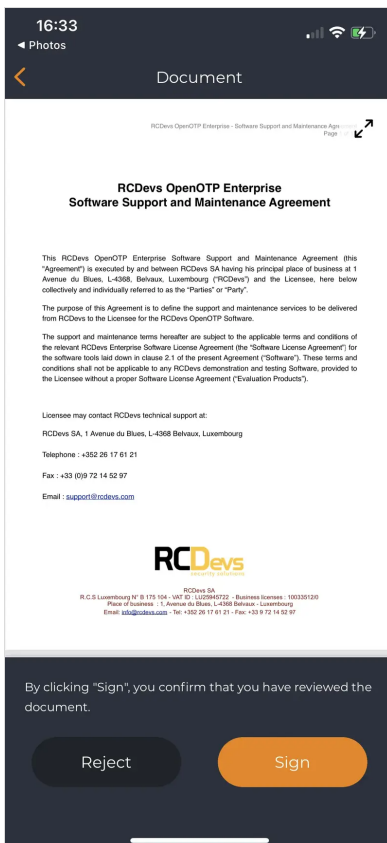 16:33
◀ Photos
Document
RCDevs OpenOTP Enterprise - Software Support and Maintenance
Page
RCDevs OpenOTP Enterprise
Software Support and Maintenance Agreement
This RCDevs OpenOTP Enterprise Software Support and Maintenance Agreement (this
"Agreement") is executed by and between RCDevs SA having his principal place of business at 1
Avenue du Blues, L-4368, Belvaux, Luxembourg ("RCDevs") and the Licensee, here below
collectively and individually referred to as the "Parties" or "Party".
The purpose of this Agreement is to define the support and maintenance services to be delivered
from RCDevs to the Licensee for the RCDevs OpenOTP Software.
The support and maintenance terms hereafter are subject to the applicable terms and conditions of
the relevant RCDevs Enterprise Software License Agreement (the "Software License Agreement") for
the software tools laid down in clause 2.1 of the present Agreement ("Software"). These terms and
conditions shall not be applicable to any RCDevs demonstration and testing Software, provided to
the Licensee without a proper Software License Agreement ("Evaluation Products").
Licensee may contact RCDevs technical support at:
RCDevs SA, 1 Avenue du Blues, L-4368 Belvaux, Luxembourg
Telephone : +352 26 17 61 21
Fax : +33 (0)9 72 14 52 97
Email : support@rcdevs.com
RCDevs
security solutions
RCDevs SA
R.C.S Luxembourg N° B 175 104 - VAT ID : LU25945722 - Business licenses : 10033512/0
Place of business : 1, Avenue du Blues, L-4368 Belvaux - Luxembourg
Email: info@rcdevs.com - Tel: +352 26 17 61 21 - Fax: +33 9 72 14 52 97
By clicking "Sign", you confirm that you have reviewed the
document.
Reject
Sign